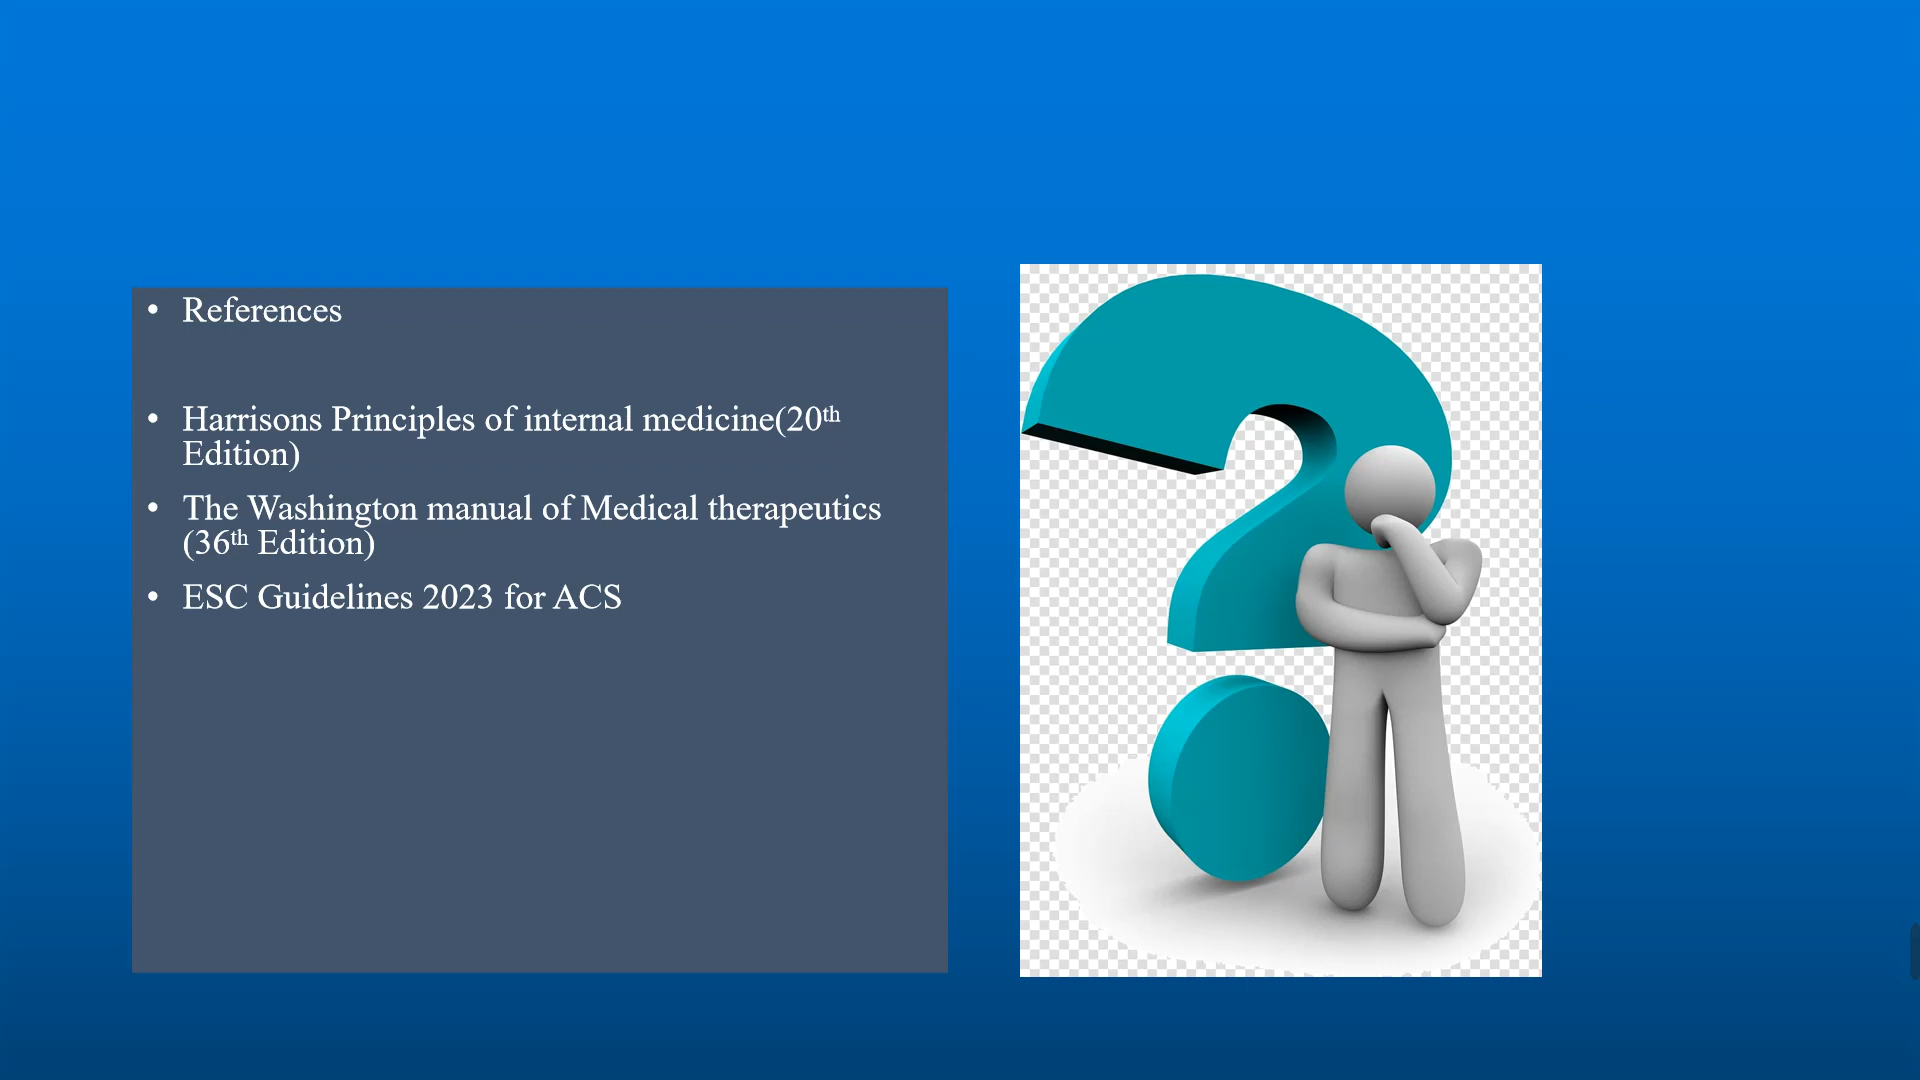 • References
• Harrisons Principles of internal medicine(20th
Edition)
• The Washington manual of Medical therapeutics
(36th Edition)
• ESC Guidelines 2023 for ACS